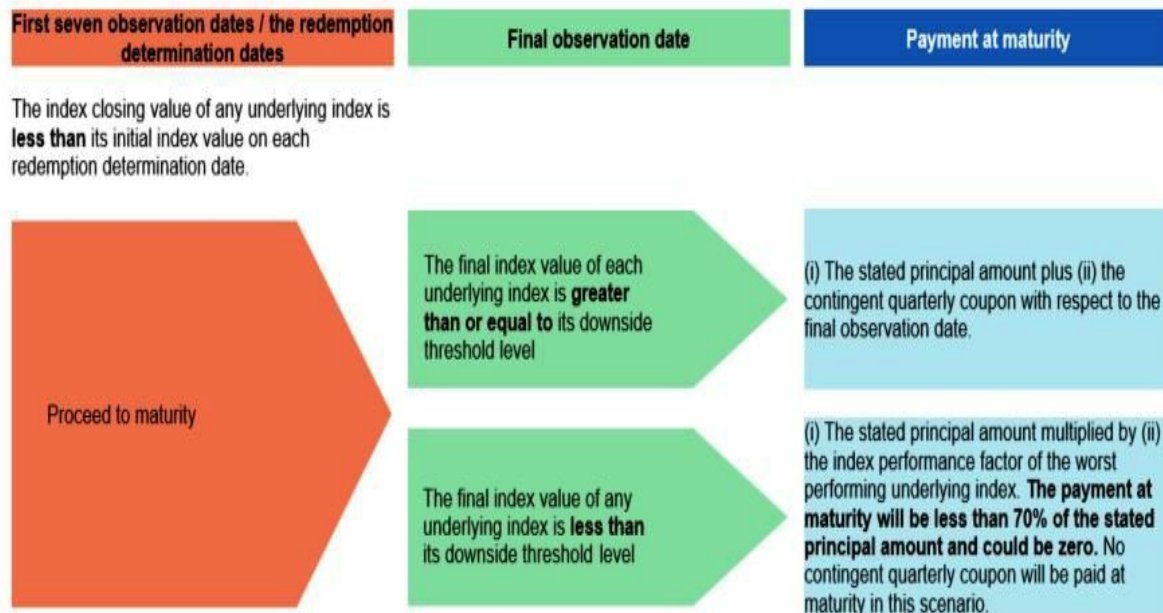 First seven observation dates / the redemption
determination dates
Final observation date
Payment at maturity
The index closing value of any underlying index is
less than its initial index value on each
redemption determination date.
Proceed to maturity
The final index value of each
underlying index is greater
than or equal to its downside
threshold level
(i) The stated principal amount plus (ii) the
contingent quarterly coupon with respect to the
final observation date.
The final index value of any
underlying index is less than
its downside threshold level
(i) The stated principal amount multiplied by (ii)
the index performance factor of the worst
performing underlying index. The payment at
maturity will be less than 70% of the stated
principal amount and could be zero. No
contingent quarterly coupon will be paid at
maturity in this scenario.